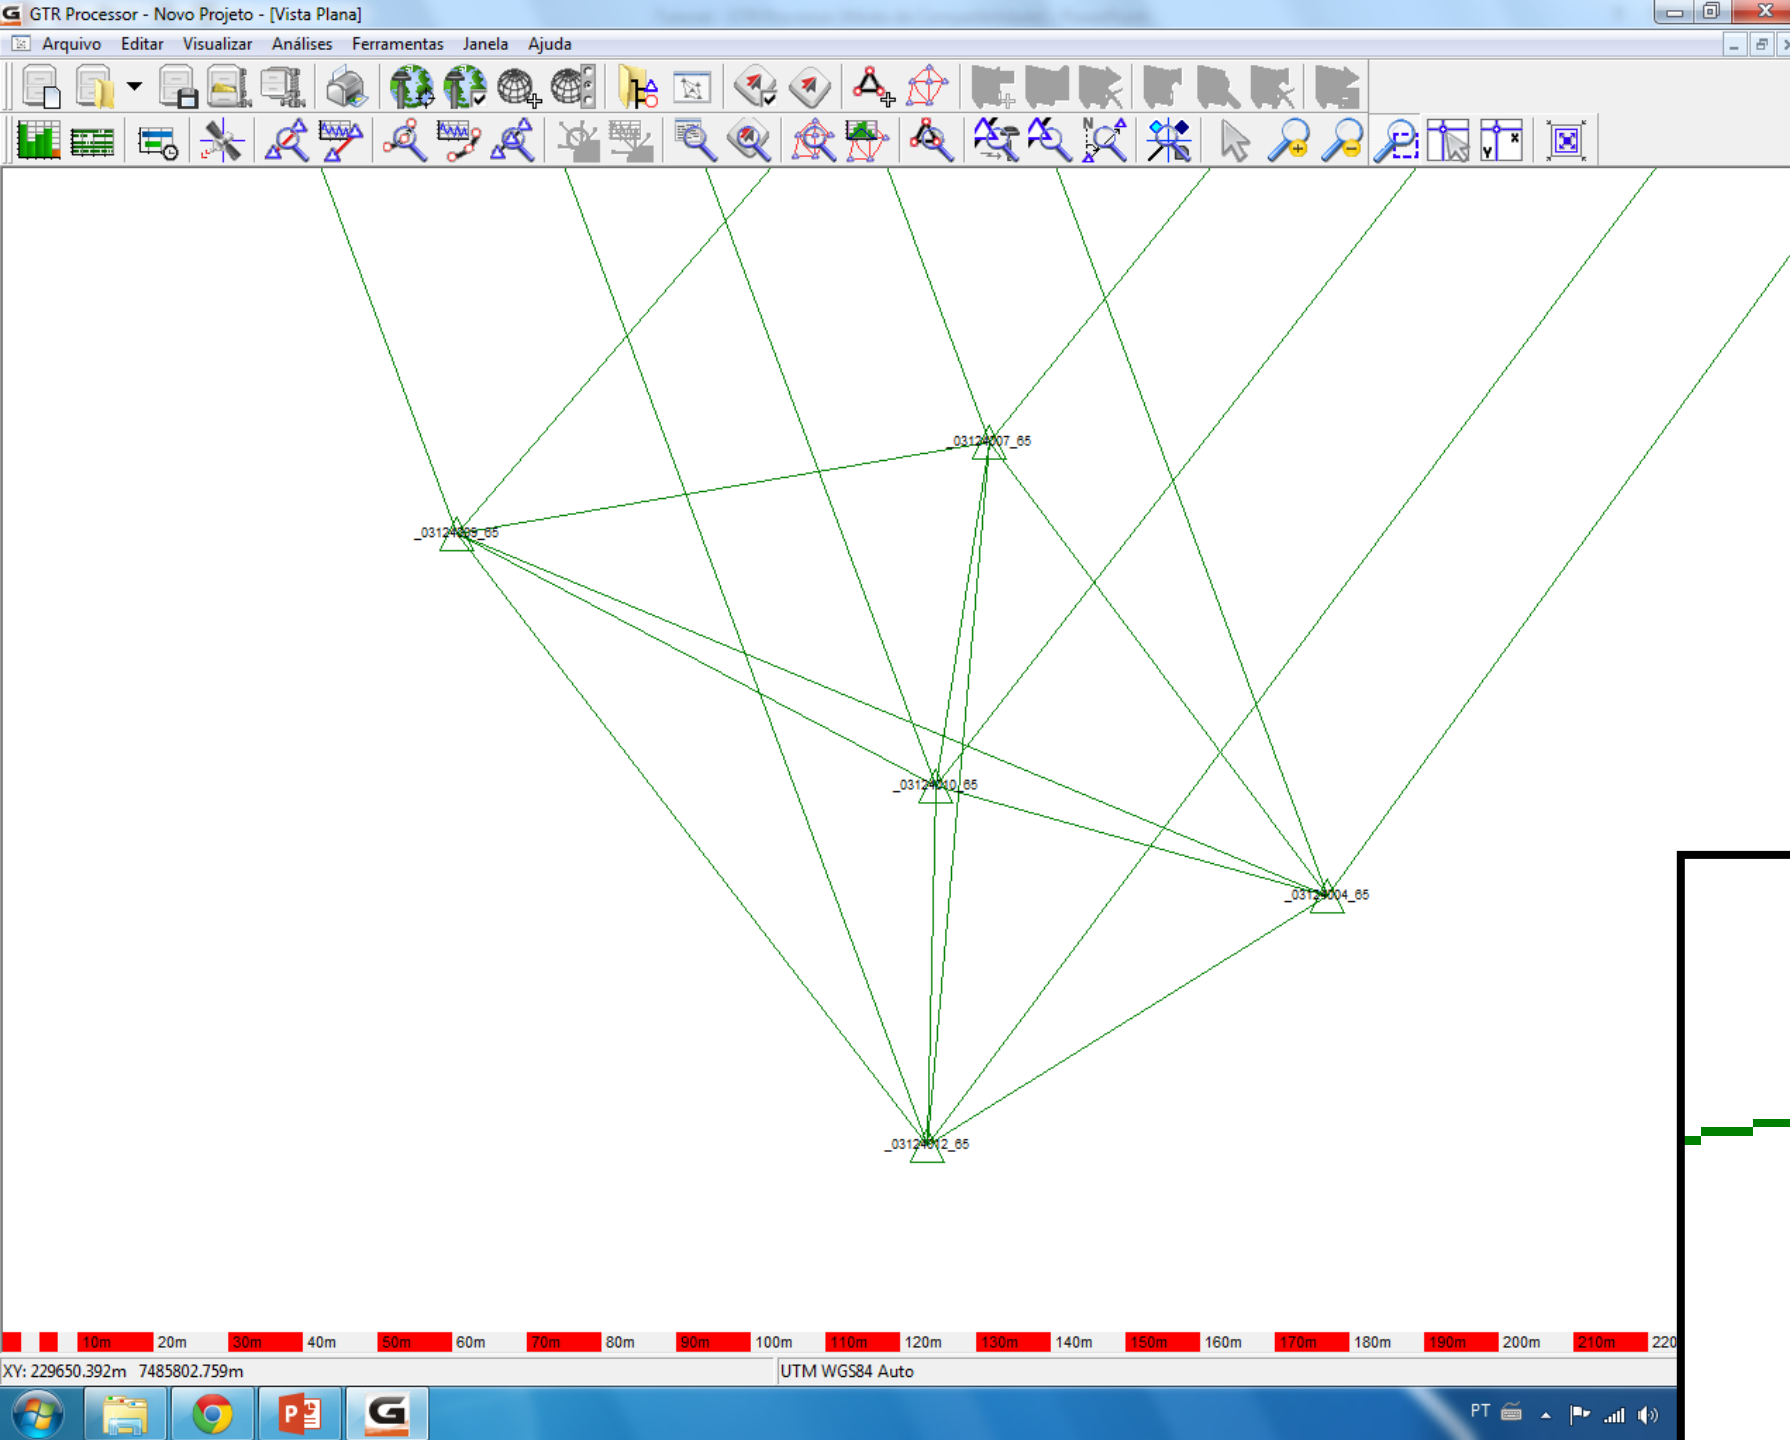 GTR Processor - Novo Projeto - [Vista Plana]
Arquivo Editar Visualizar Análises Ferramentas Janela Ajuda
_03124007_65
_65
_03124010_65
_03124004_65
_03124012_65
10m 20m 30m 40m 50m 60m 70m 80m 90m 100m 110m 120m 130m 140m 150m 160m 170m 180m 190m 200m 210m 220
XY: 229650.392m 7485802.759m UTM WGS84 Auto
PT